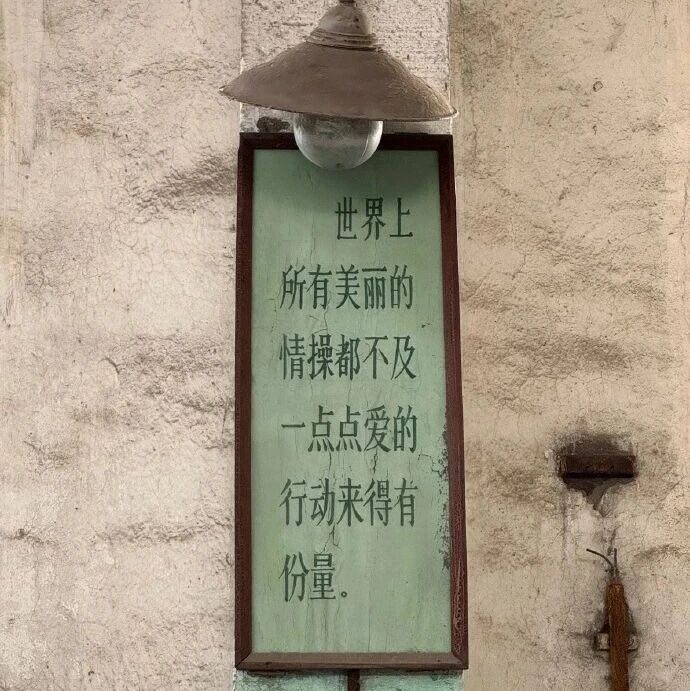 世界上
所有美丽的
情操都不及
一点点爱的
行动来得有
份量。